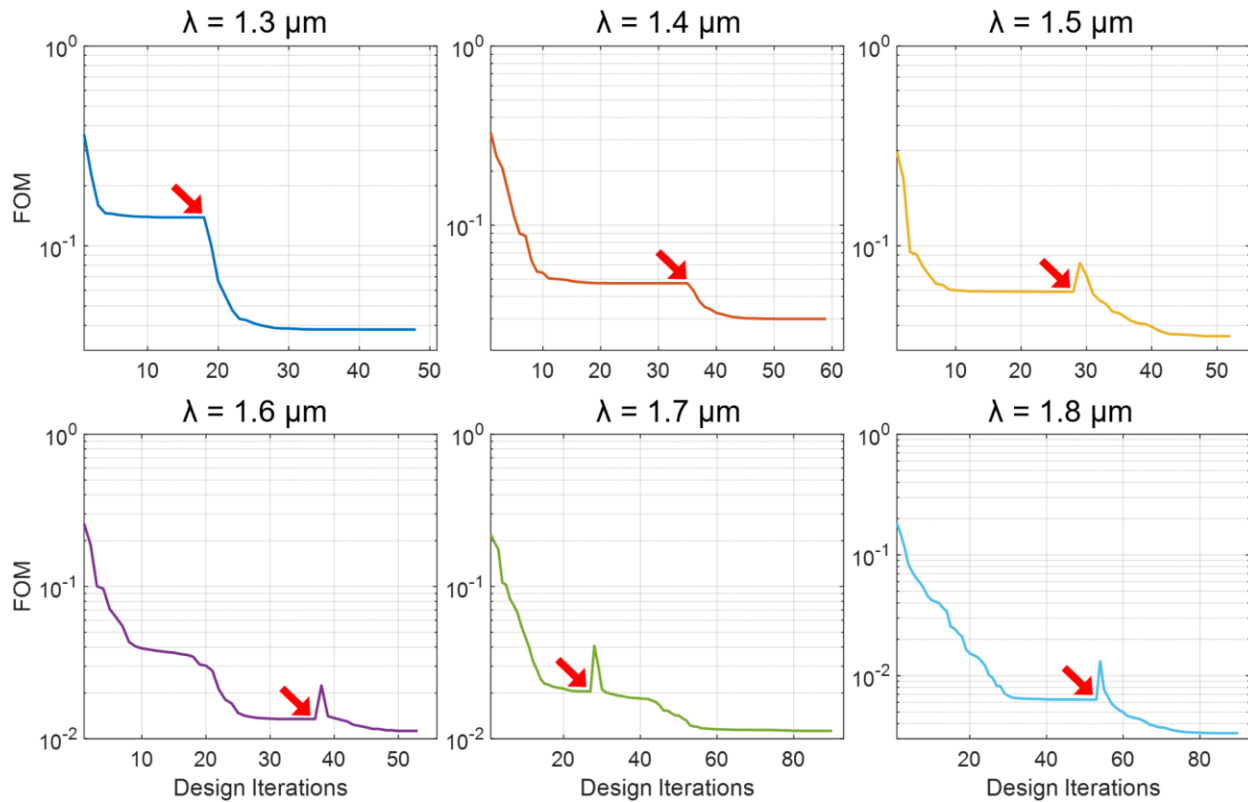 λ = 1.3 μm
λ = 1.4 μm
λ = 1.5 μm
FOM
10⁰
10⁻¹
10 20 30 40 50
10⁰
10⁻¹
10 20 30 40 50 60
10⁰
10⁻¹
10 20 30 40 50
λ = 1.6 μm
λ = 1.7 μm
λ = 1.8 μm
FOM
10⁰
10⁻¹
10⁻²
10 20 30 40 50
Design Iterations
10⁰
10⁻¹
10⁻²
20 40 60 80
Design Iterations
10⁰
10⁻¹
10⁻²
20 40 60 80
Design Iterations